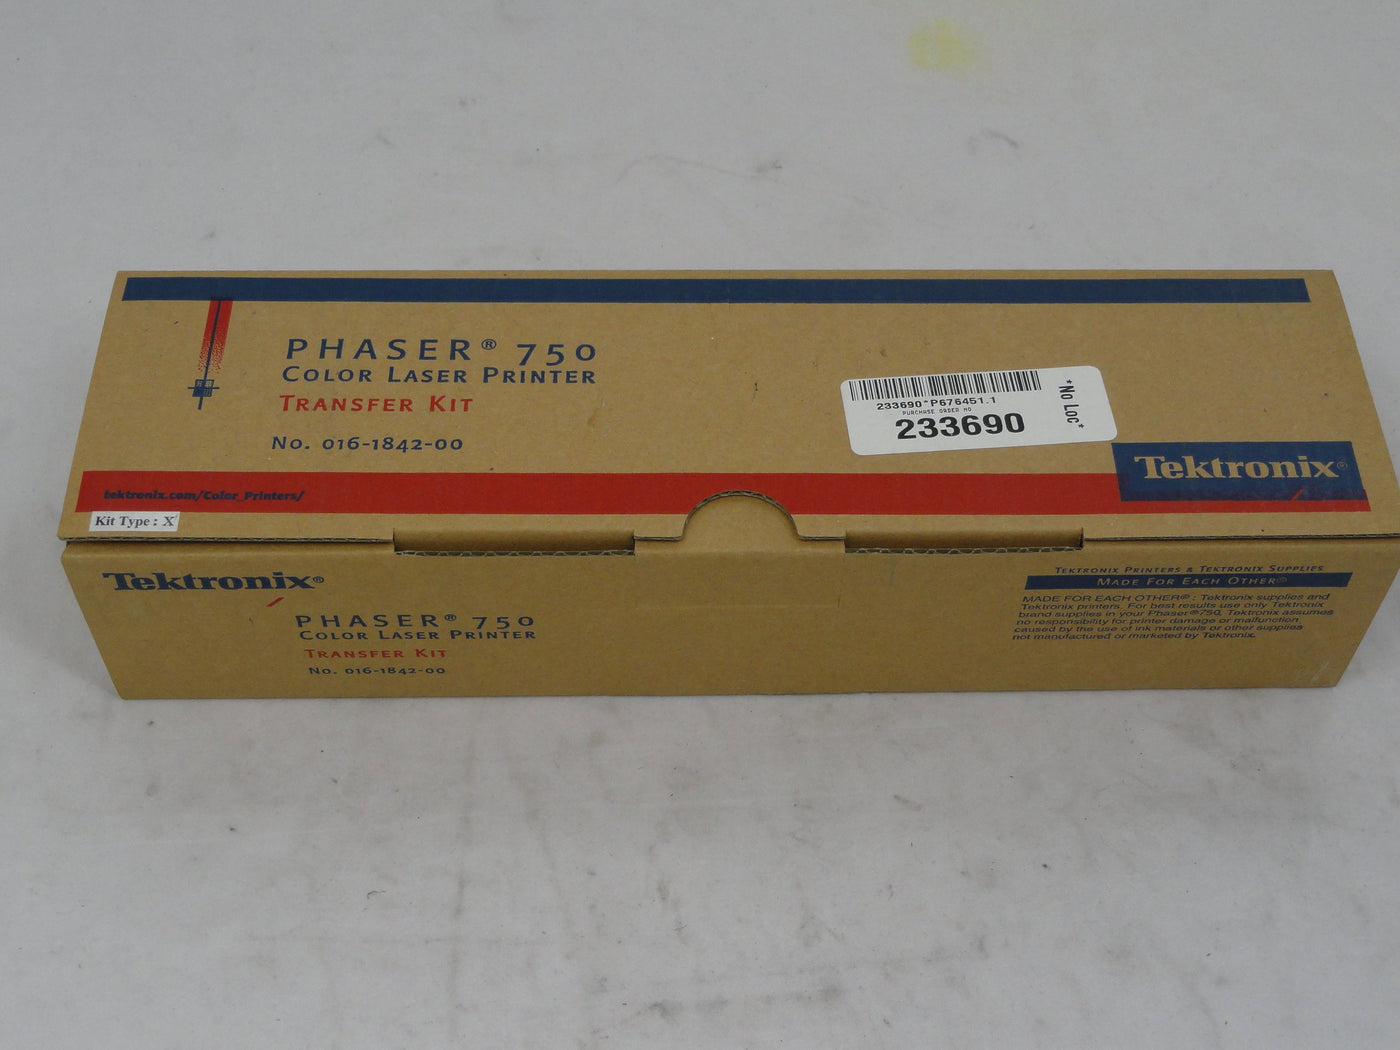 PHASER® 750
COLOR LASER PRINTER
TRANSFER KIT
No. 016-1842-00
233690*P676451.1
PURCHASE ORDER NO
233690
*No Loc*
Tektronix®
tektronix.com/Color_Printers/
Kit Type : X
Tektronix®
PHASER® 750
COLOR LASER PRINTER
TRANSFER KIT
No. 016-1842-00
TEKTRONIX PRINTERS & TEKTRONIX SUPPLIES
MADE FOR EACH OTHER®
MADE FOR EACH OTHER® : Tektronix supplies and
Tektronix printers. For best results use only Tektronix
brand supplies in your Phaser®750. Tektronix assumes
no responsibility for printer damage or malfunction
caused by the use of ink materials or other supplies
not manufactured or marketed by Tektronix.